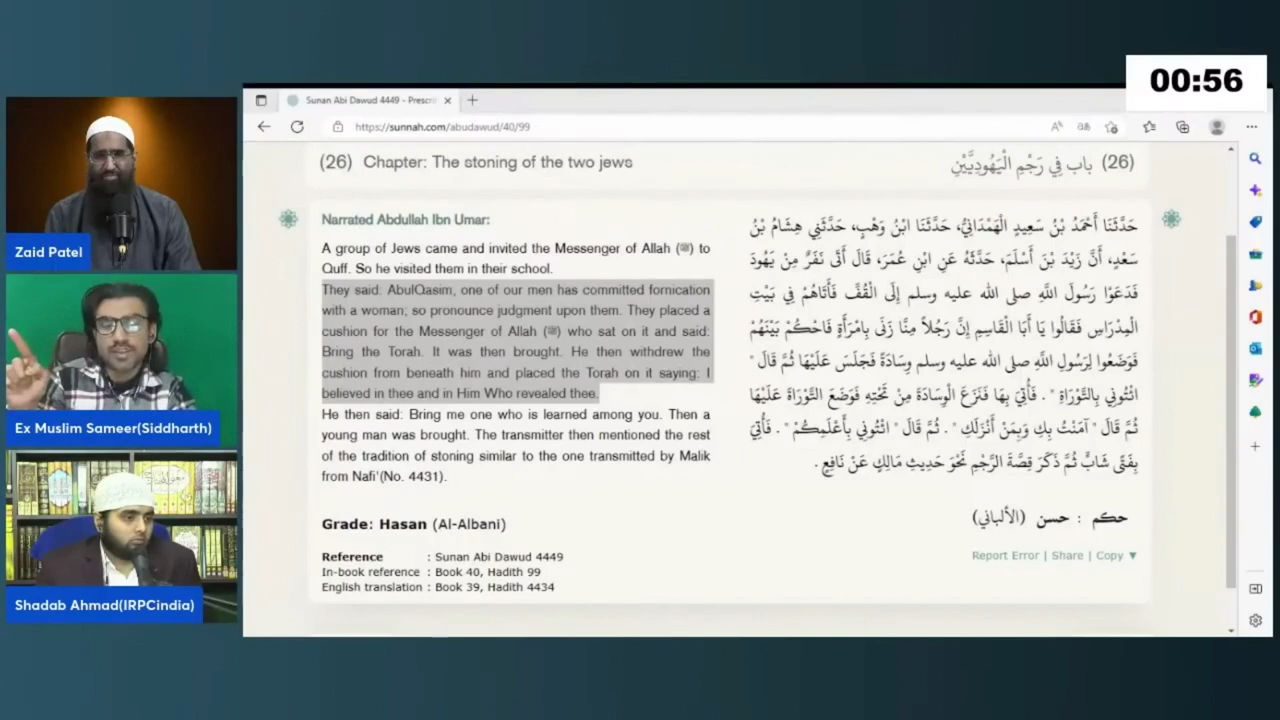 00:56
Sunan Abi Dawud 4449 - Prescri
https://sunnah.com/abudawud/40/99
(26) Chapter: The stoning of the two jews
(26) باب فِي رَجْمِ الْيَهُودِيَّيْنِ
Narrated Abdullah Ibn Umar:
A group of Jews came and invited the Messenger of Allah (ﷺ) to
Quff. So he visited them in their school.
They said: AbulQasim, one of our men has committed fornication
with a woman; so pronounce judgment upon them. They placed a
cushion for the Messenger of Allah (ﷺ) who sat on it and said:
Bring the Torah. It was then brought. He then withdrew the
cushion from beneath him and placed the Torah on it saying: I
believed in thee and in Him Who revealed thee.
He then said: Bring me one who is learned among you. Then a
young man was brought. The transmitter then mentioned the rest
of the tradition of stoning similar to the one transmitted by Malik
from Nafi'(No. 4431).
حَدَّثَنَا أَحْمَدُ بْنُ سَعِيدٍ الْهَمْدَانِيُّ، حَدَّثَنَا ابْنُ وَهْبٍ، حَدَّثَنِي هِشَامُ بْنُ
سَعْدٍ، أَنَّ زَيْدَ بْنَ أَسْلَمَ، حَدَّثَهُ عَنِ ابْنِ عُمَرَ، قَالَ أَتَى نَفَرٌ مِنْ يَهُودَ
فَدَعَوْا رَسُولَ اللَّهِ صلى الله عليه وسلم إِلَى الْقُفِّ فَأَتَاهُمْ فِي بَيْتِ
الْمِدْرَاسِ فَقَالُوا يَا أَبَا الْقَاسِمِ إِنَّ رَجُلاً مِنَّا زَنَى بِامْرَأَةٍ فَاحْكُمْ بَيْنَهُمْ
فَوَضَعُوا لِرَسُولِ اللَّهِ صلى الله عليه وسلم وِسَادَةً فَجَلَسَ عَلَيْهَا ثُمَّ قَالَ "
ائْتُونِي بِالتَّوْرَاةِ " . فَأُتِيَ بِهَا فَنَزَعَ الْوِسَادَةَ مِنْ تَحْتِهِ فَوَضَعَ التَّوْرَاةَ عَلَيْهَا
ثُمَّ قَالَ " آمَنْتُ بِكِ وَبِمَنْ أَنْزَلَكِ " . ثُمَّ قَالَ " ائْتُونِي بِأَعْلَمِكُمْ " . فَأُتِيَ
بِفَتًى شَابٍّ ثُمَّ ذَكَرَ قِصَّةَ الرَّجْمِ نَحْوَ حَدِيثِ مَالِكٍ عَنْ نَافِعٍ .
Grade: Hasan (Al-Albani)
حكم : حسن (الألباني)
Reference : Sunan Abi Dawud 4449
In-book reference : Book 40, Hadith 99
English translation : Book 39, Hadith 4434
Report Error | Share | Copy ▼
Zaid Patel
Ex Muslim Sameer(Siddharth)
Shadab Ahmad(IRPCindia)